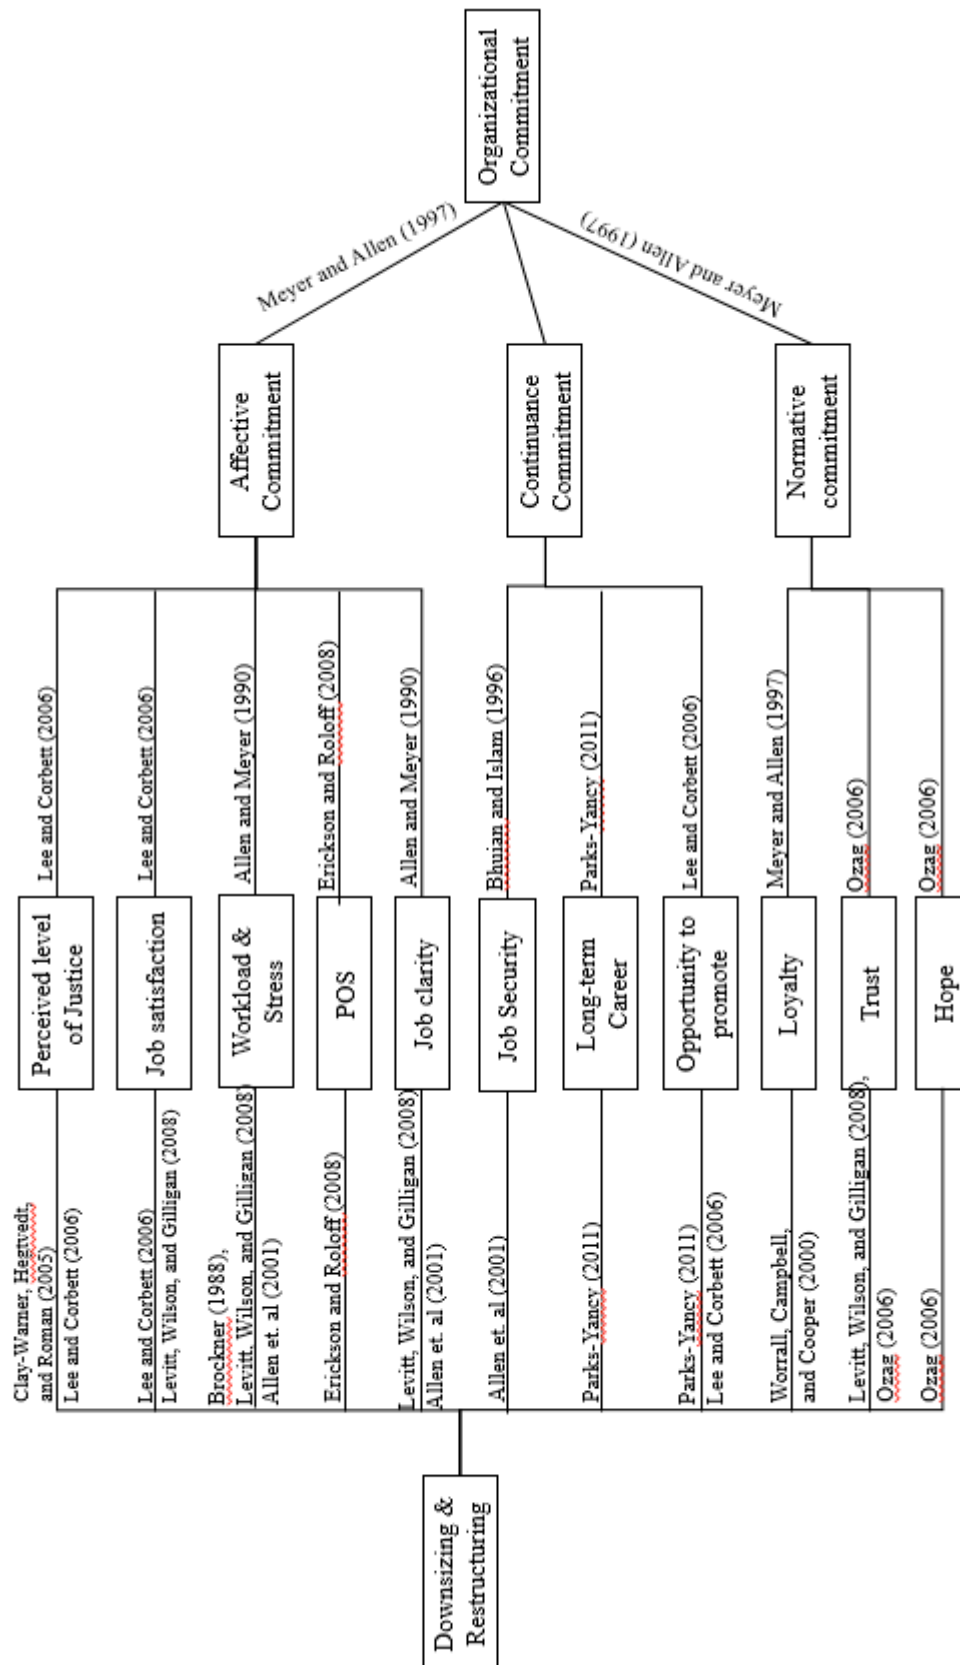 Downsizing &
Restructuring
Clay-Warner, Hegtvedt,
and Roman (2005)
Lee and Corbett (2006)
Lee and Corbett (2006)
Levitt, Wilson, and Gilligan (2008)
Brockner (1988),
Levitt, Wilson, and Gilligan (2008)
Allen et. al (2001)
Erickson and Roloff (2008)
Levitt, Wilson, and Gilligan (2008)
Allen et. al (2001)
Allen et. al (2001)
Parks-Yancy (2011)
Parks-Yancy (2011)
Lee and Corbett (2006)
Worrall, Campbell,
and Cooper (2000)
Levitt, Wilson, and Gilligan (2008),
Ozag (2006)
Ozag (2006)
Perceived level
of Justice
Job satisfaction
Workload &
Stress
POS
Job clarity
Job Security
Long-term
Career
Opportunity to
promote
Loyalty
Trust
Hope
Lee and Corbett (2006)
Lee and Corbett (2006)
Allen and Meyer (1990)
Erickson and Roloff (2008)
Allen and Meyer (1990)
Bhuian and Islam (1996)
Parks-Yancy (2011)
Lee and Corbett (2006)
Meyer and Allen (1997)
Ozag (2006)
Ozag (2006)
Affective
Commitment
Continuance
Commitment
Normative
commitment
Meyer and Allen (1997)
Meyer and Allen (1997)
Organizational
Commitment